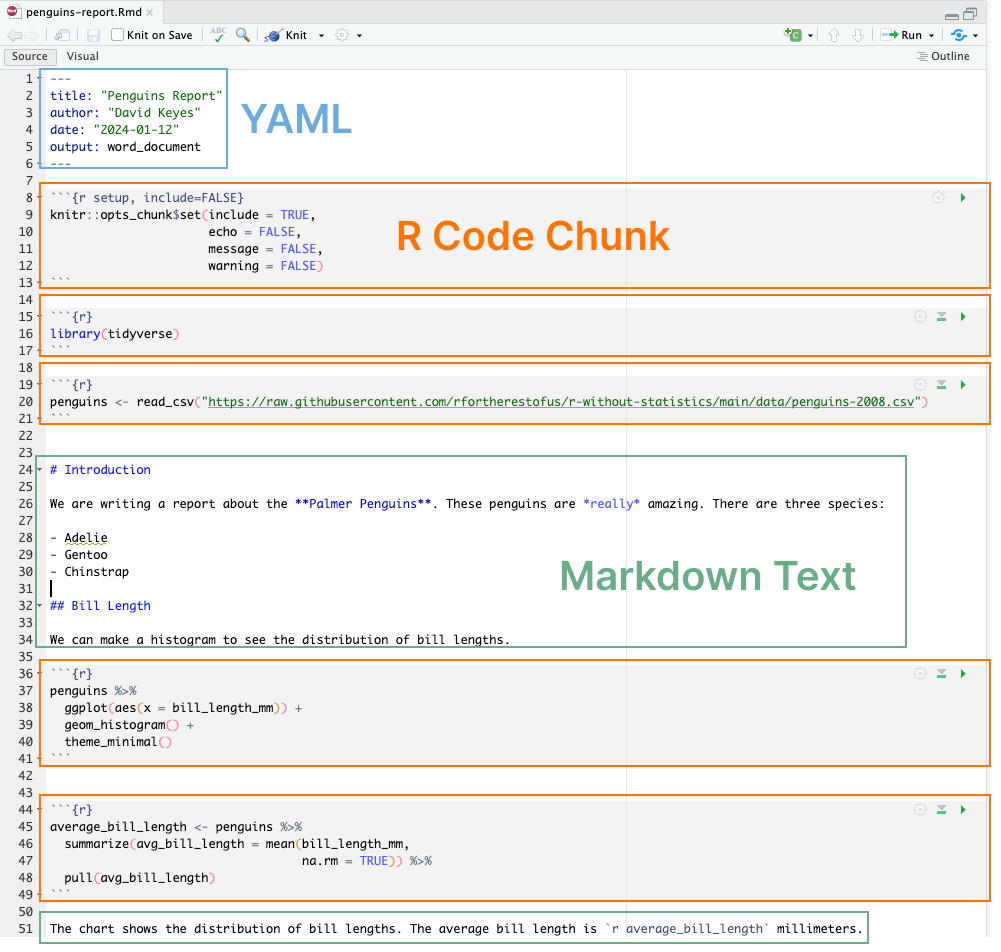 penguins-report.Rmd
Knit on Save ABC Knit Run
Source Visual Outline
1 ---
2 title: "Penguins Report"
3 author: "David Keyes"
4 date: "2024-01-12"
5 output: word_document
6 ---
YAML
7
8 ```{r setup, include=FALSE}
9 knitr::opts_chunk$set(include = TRUE,
10 echo = FALSE,
11 message = FALSE,
12 warning = FALSE)
13 ```
R Code Chunk
14
15 ```{r}
16 library(tidyverse)
17 ```
18
19 ```{r}
20 penguins <- read_csv("https://raw.githubusercontent.com/rfortherestofus/r-without-statistics/main/data/penguins-2008.csv")
21 ```
22
23
24 # Introduction
25
26 We are writing a report about the **Palmer Penguins**. These penguins are *really* amazing. There are three species:
27
28 - Adelie
29 - Gentoo
30 - Chinstrap
Markdown Text
31
32 ## Bill Length
33
34 We can make a histogram to see the distribution of bill lengths.
35
36 ```{r}
37 penguins %>%
38 ggplot(aes(x = bill_length_mm)) +
39 geom_histogram() +
40 theme_minimal()
41 ```
42
43
44 ```{r}
45 average_bill_length <- penguins %>%
46 summarize(avg_bill_length = mean(bill_length_mm,
47 na.rm = TRUE)) %>%
48 pull(avg_bill_length)
49 ```
50
51 The chart shows the distribution of bill lengths. The average bill length is `r average_bill_length` millimeters.